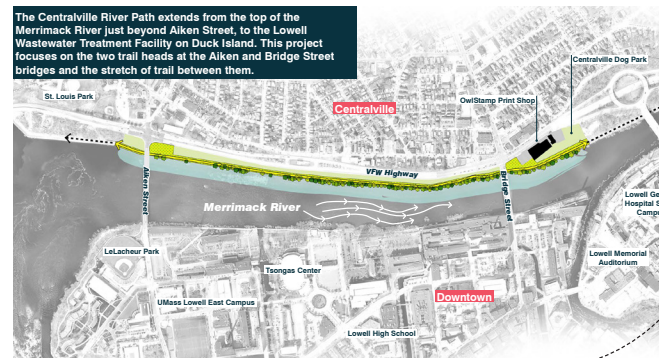 The Centralville River Path extends from the top of the
Merrimack River just beyond Aiken Street, to the Lowell
Wastewater Treatment Facility on Duck Island. This project
focuses on the two trail heads at the Aiken and Bridge Street
bridges and the stretch of trail between them.
Centralville Dog Park
St. Louis Park
OwlStamp Print Shop
Centralville
VFW Highway
Aiken Street
Bridge Street
Merrimack River
Lowell Ge
Hospital S
Campu
LeLacheur Park
Tsongas Center
Lowell Memorial
Auditorium
UMass Lowell East Campus
Downtown
Lowell High School